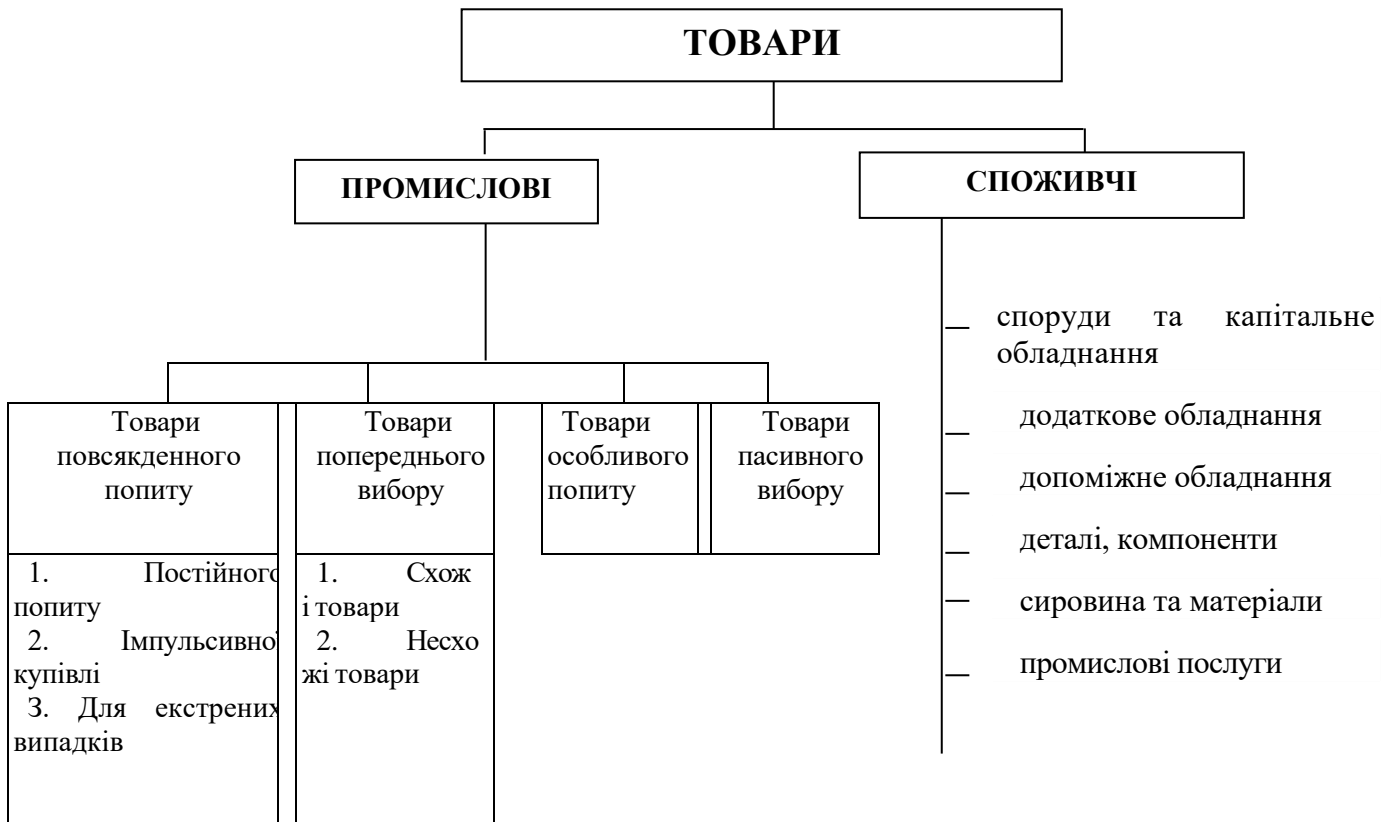 ТОВАРИ
ПРОМИСЛОВІ
СПОЖИВЧІ
Товари
повсякденного
попиту
Товари
попереднього
вибору
Товари
особливого
попиту
Товари
пасивного
вибору
1. Постійного
попиту
2. Імпульсивної
купівлі
3. Для екстрених
випадків
1. Схож
і товари
2. Несхо
жі товари
споруди та капітальне
обладнання
додаткове обладнання
допоміжне обладнання
деталі, компоненти
сировина та матеріали
промислові послуги